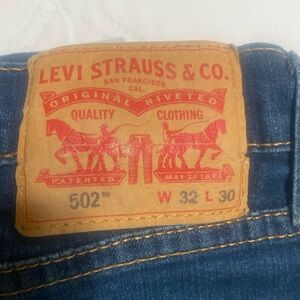 LEVI STRAUSS & CO.
SAN FRANCISCO
CAL.
ORIGINAL RIVETED
QUALITY CLOTHING
PATENTED MAY 20 1873
502™ W 32 L 30